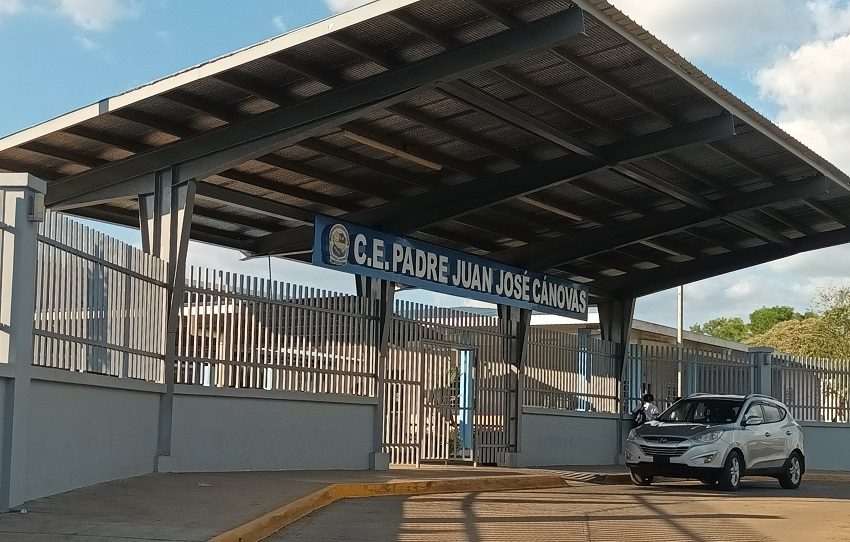 C.E. PADRE JUAN JOSÉ CÁNOVAS